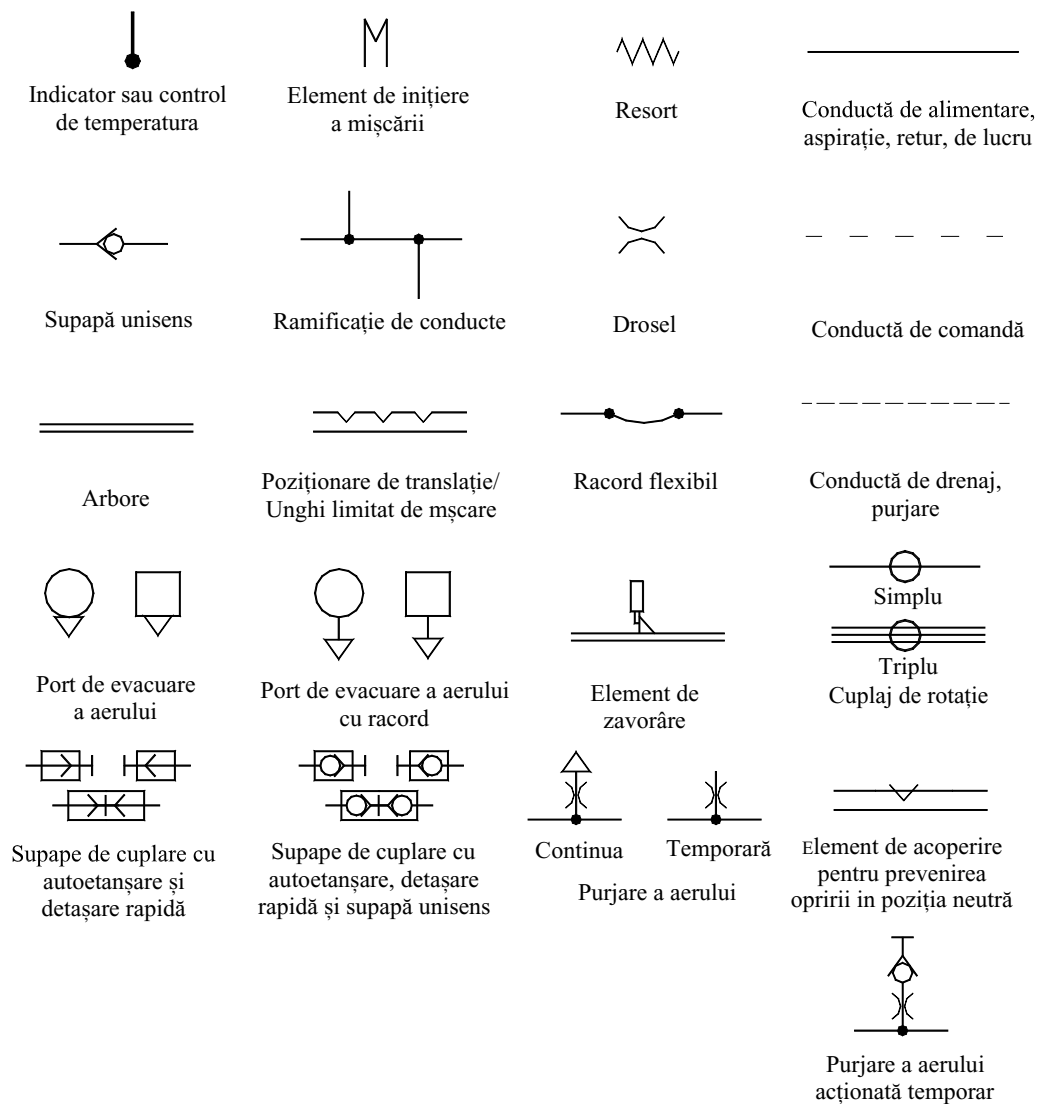 Indicator sau control
de temperatura
Element de inițiere
a mișcării
Resort
Conductă de alimentare,
aspirație, retur, de lucru
Supapă unisens
Ramificație de conducte
Drosel
Conductă de comandă
Arbore
Poziționare de translație/
Unghi limitat de mșcare
Racord flexibil
Conductă de drenaj,
purjare
Port de evacuare
a aerului
Port de evacuare a aerului
cu racord
Element de
zavorâre
Simplu
Triplu
Cuplaj de rotație
Supape de cuplare cu
autoetanșare și
detașare rapidă
Supape de cuplare cu
autoetanșare, detașare
rapidă și supapă unisens
Continua
Temporară
Purjare a aerului
Element de acoperire
pentru prevenirea
opririi in poziția neutră
Purjare a aerului
acționată temporar